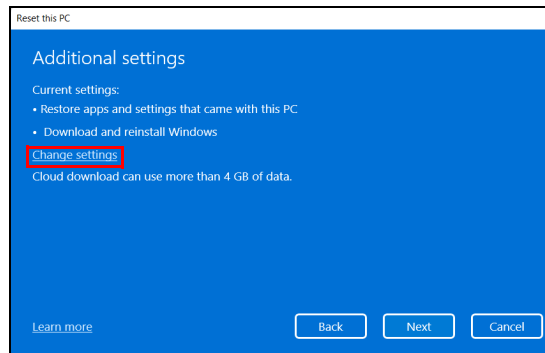 Reset this PC
Additional settings
Current settings:
• Restore apps and settings that came with this PC
• Download and reinstall Windows
Change settings
Cloud download can use more than 4 GB of data.
Learn more
Back
Next
Cancel